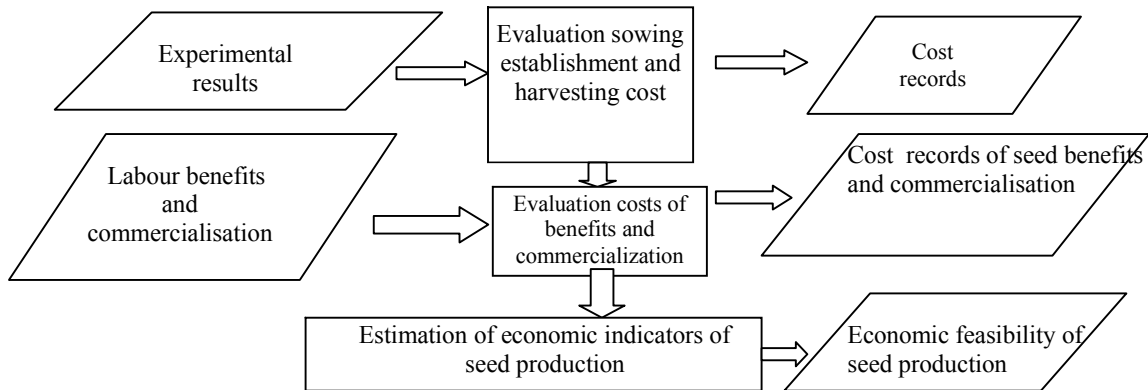 Experimental
results
Evaluation sowing
establishment and
harvesting cost
Cost
records
Labour benefits
and
commercialisation
Evaluation costs of
benefits and
commercialization
Cost records of seed benefits
and commercialisation
Estimation of economic indicators of
seed production
Economic feasibility of
seed production